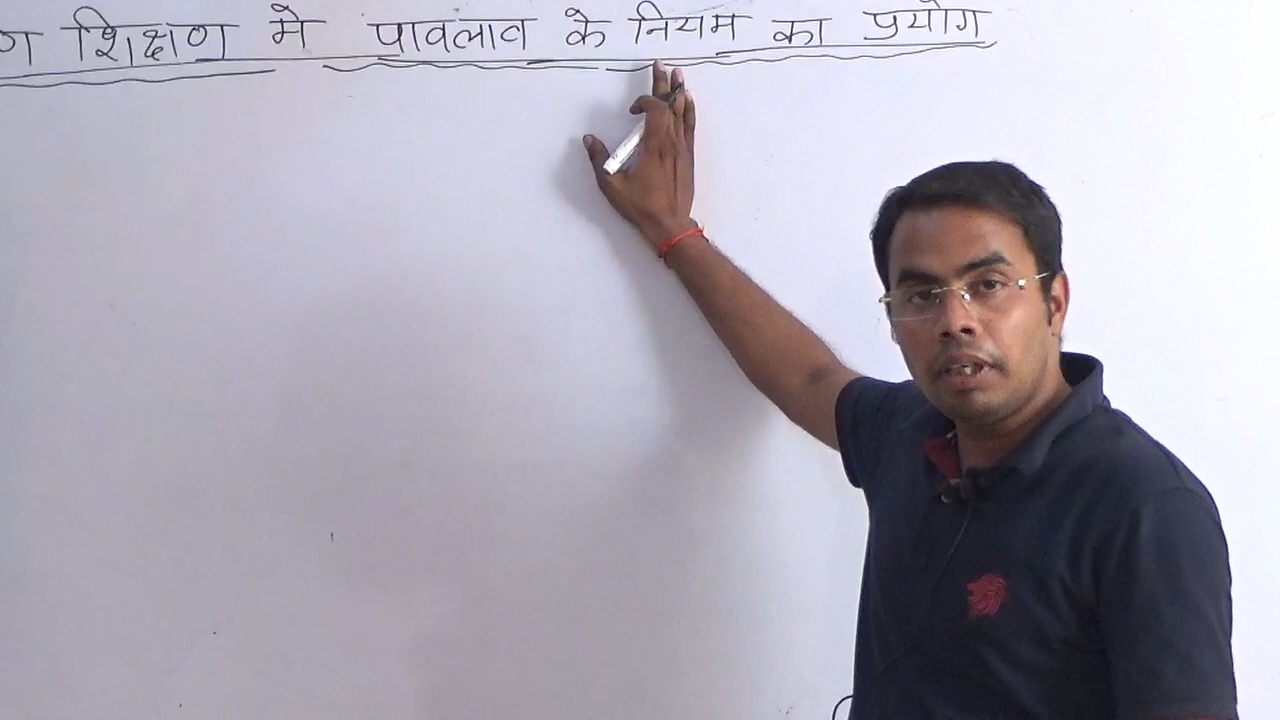 शिक्षण मे पावलाव के नियम का प्रयोग